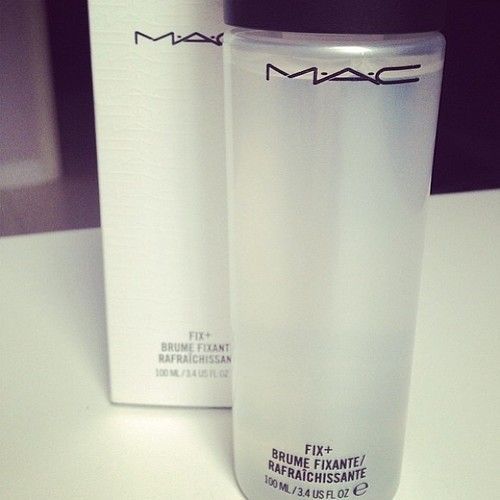 M·A·C
FIX+
BRUME FIXANT
RAFRAÎCHISSAN
100 ML/3.4 US FL OZ
M·A·C
FIX+
BRUME FIXANTE/
RAFRAÎCHISSANTE
100 ML/3.4 US FL OZ ℮